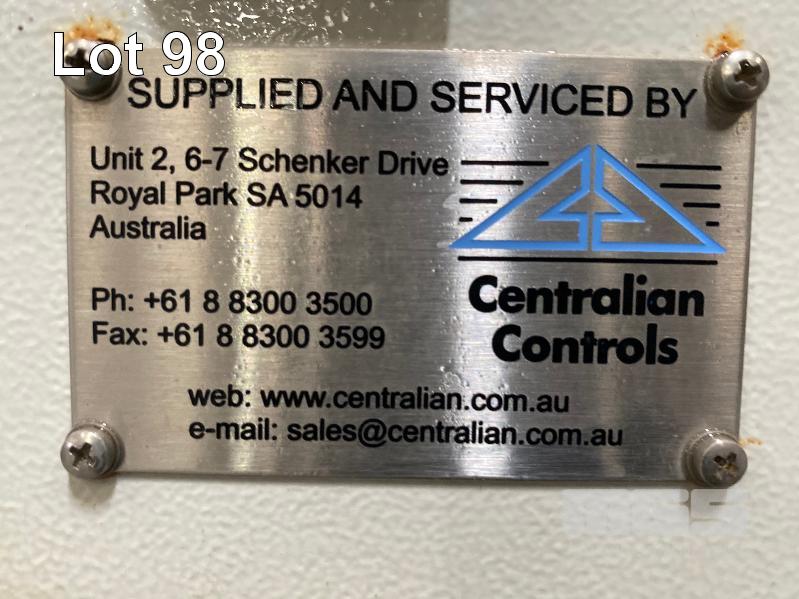 Lot 98
SUPPLIED AND SERVICED BY
Unit 2, 6-7 Schenker Drive
Royal Park SA 5014
Australia
Ph: +61 8 8300 3500
Fax: +61 8 8300 3599
Centralian
Controls
web: www.centralian.com.au
e-mail: sales@centralian.com.au